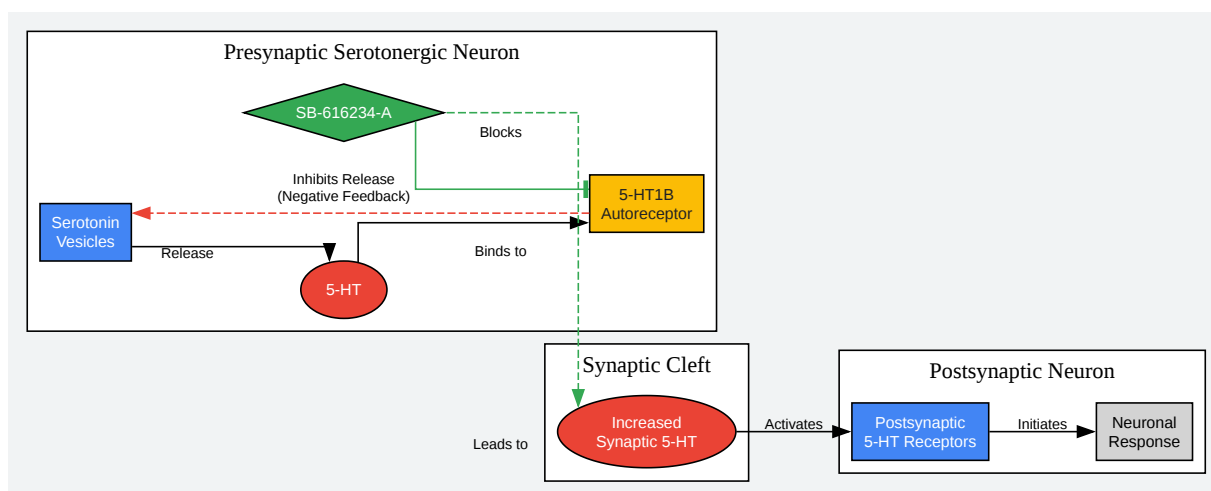 Presynaptic Serotonergic Neuron
SB-616234-A
Blocks
Inhibits Release
(Negative Feedback)
5-HT1B
Autoreceptor
Serotonin
Vesicles
Release
Binds to
5-HT
Synaptic Cleft
Postsynaptic Neuron
Leads to
Increased
Synaptic 5-HT
Activates
Postsynaptic
5-HT Receptors
Initiates
Neuronal
Response